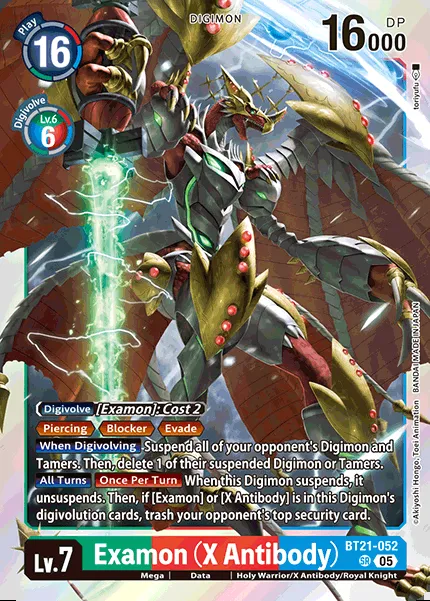 DIGIMON
Play
16
16000
DP
toriyufu
Digivolve
Lv.6
6
Digivolve [Examon]: Cost 2
Piercing Blocker Evade
When Digivolving Suspend all of your opponent's Digimon and
Tamers. Then, delete 1 of their suspended Digimon or Tamers.
All Turns Once Per Turn When this Digimon suspends, it
unsuspends. Then, if [Examon] or [X Antibody] is in this Digimon's
digivolution cards, trash your opponent's top security card.
©Akiyoshi Hongo, Toei Animation BANDAI MADE IN JAPAN
Lv.7
Examon (X Antibody)
BT21-052
SR 05
Mega | Data | Holy Warrior/X Antibody/Royal Knight